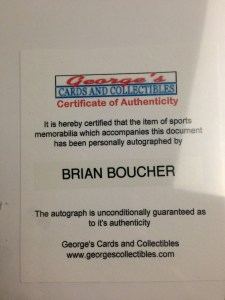 George's
CARDS AND COLLECTIBLES
Certificate of Authenticity
It is hereby certified that the item of sports
memorabilia which accompanies this document
has been personally autographed by
BRIAN BOUCHER
The autograph is unconditionally guaranteed as
to it's authenticity
George's Cards and Collectibles
www.georgescollectibles.com